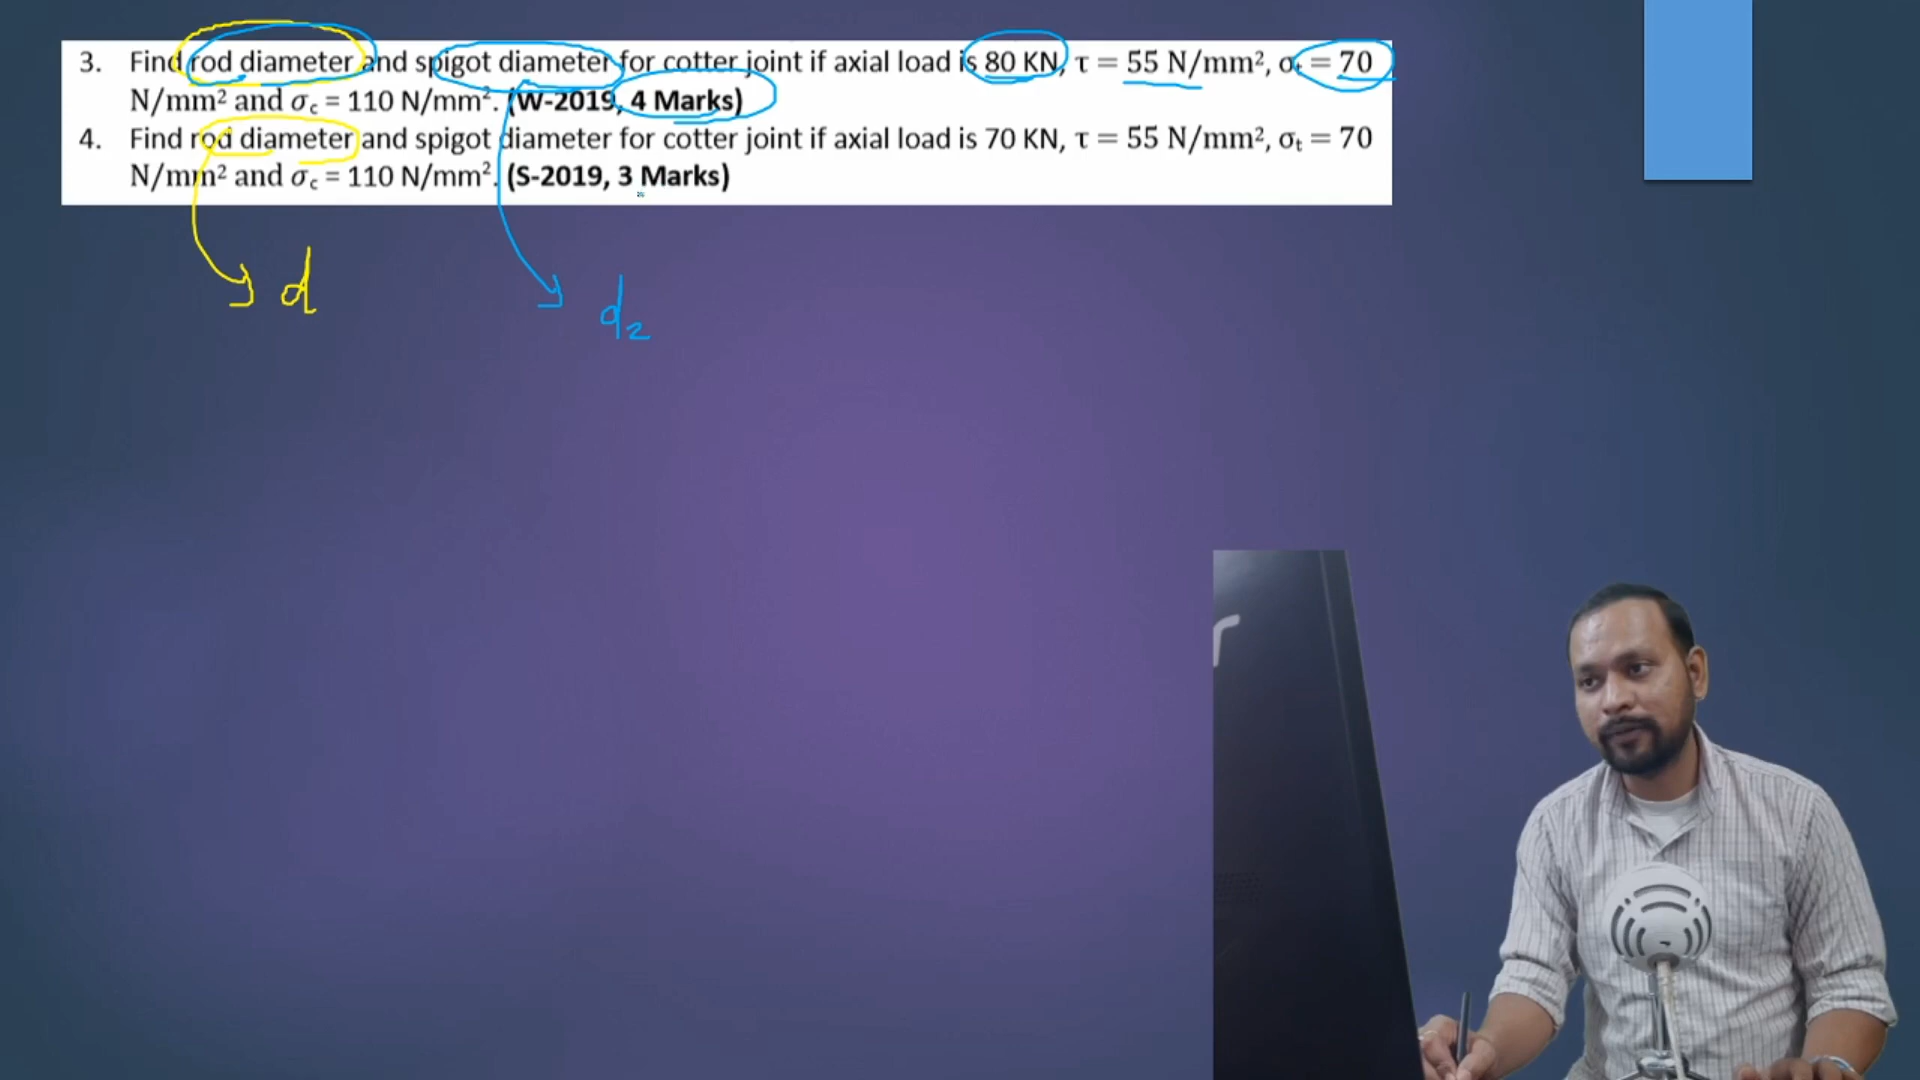 3. Find rod diameter and spigot diameter for cotter joint if axial load is 80 KN, τ = 55 N/mm², σₜ = 70
N/mm² and σ꜀ = 110 N/mm². (W-2019, 4 Marks)
4. Find rod diameter and spigot diameter for cotter joint if axial load is 70 KN, τ = 55 N/mm², σₜ = 70
N/mm² and σ꜀ = 110 N/mm². (S-2019, 3 Marks)
d
d₂
r